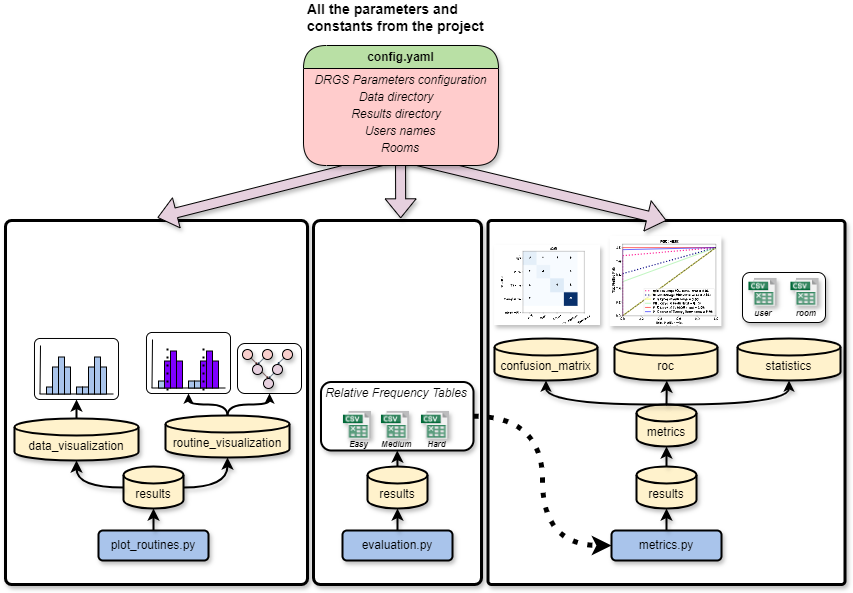 All the parameters and
constants from the project
config.yaml
DRGS Parameters configuration
Data directory
Results directory
Users names
Rooms
data_visualization
routine_visualization
results
plot_routines.py
Relative Frequency Tables
CSV CSV CSV
Easy Medium Hard
results
evaluation.py
CSV CSV
user room
confusion_matrix
roc
statistics
metrics
results
metrics.py